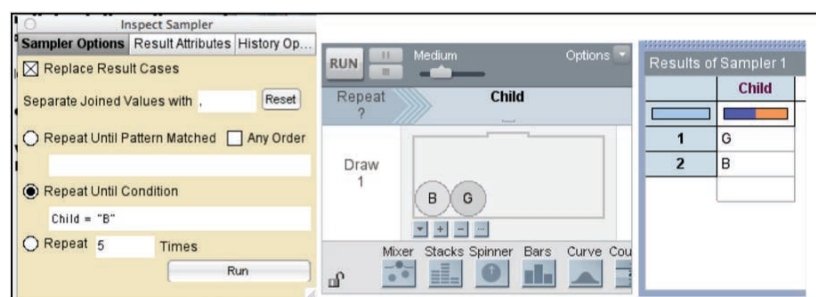 Inspect Sampler
Sampler Options Result Attributes History Op...
Replace Result Cases
Separate Joined Values with , Reset
Repeat Until Pattern Matched Any Order
Repeat Until Condition
Child = "B"
Repeat 5 Times
Run
RUN Medium Options
Repeat ? Child
Draw 1
B G
Mixer Stacks Spinner Bars Curve Cou
Results of Sampler 1
Child
1 G
2 B